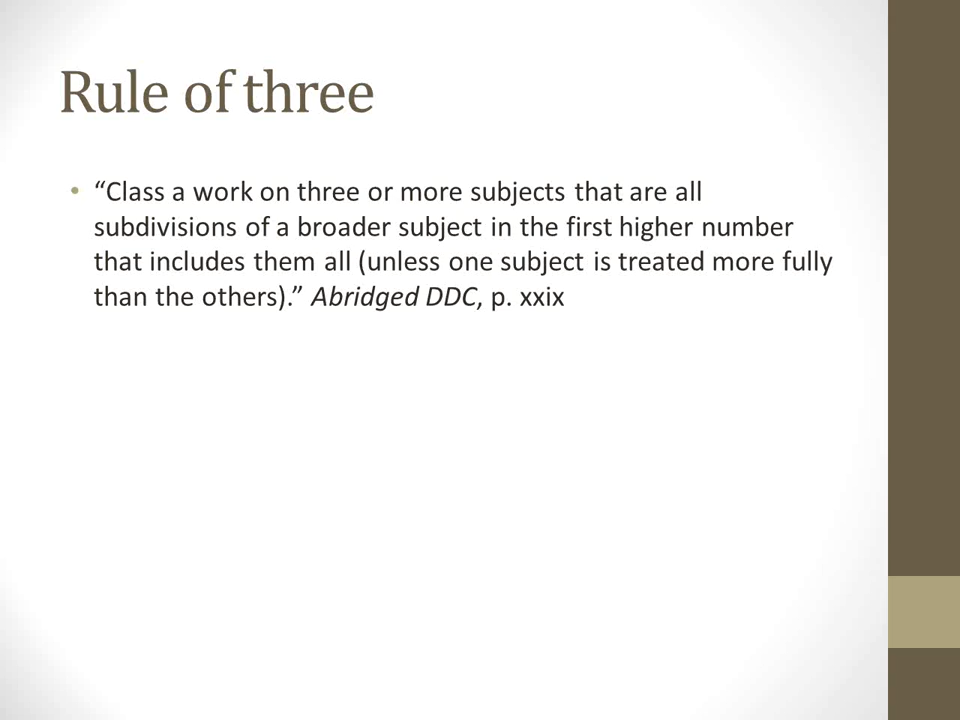 Rule of three
• “Class a work on three or more subjects that are all
subdivisions of a broader subject in the first higher number
that includes them all (unless one subject is treated more fully
than the others).” Abridged DDC, p. xxix